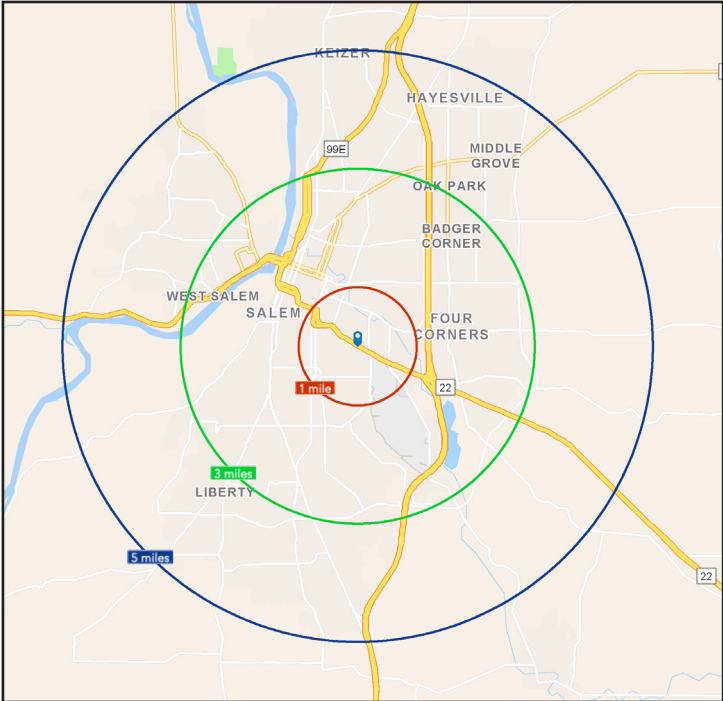 KEIZER
HAYESVILLE
99E
MIDDLE
GROVE
OAK PARK
BADGER
CORNER
WEST SALEM
SALEM
FOUR
CORNERS
1 mile
22
3 miles
LIBERTY
5 miles
22